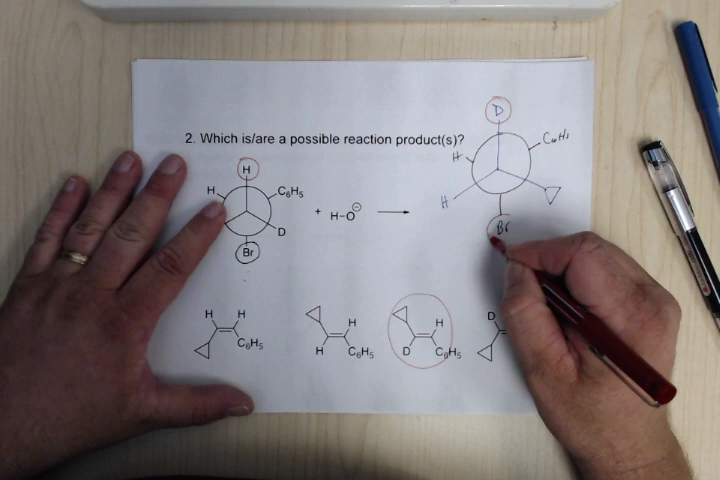 2. Which is/are a possible reaction product(s)?
D
H
C6H5
H
Br
H
H
C6H5
D
Br
+ H-O⊖
H H
C6H5
H
H C6H5
H
D C6H5
D